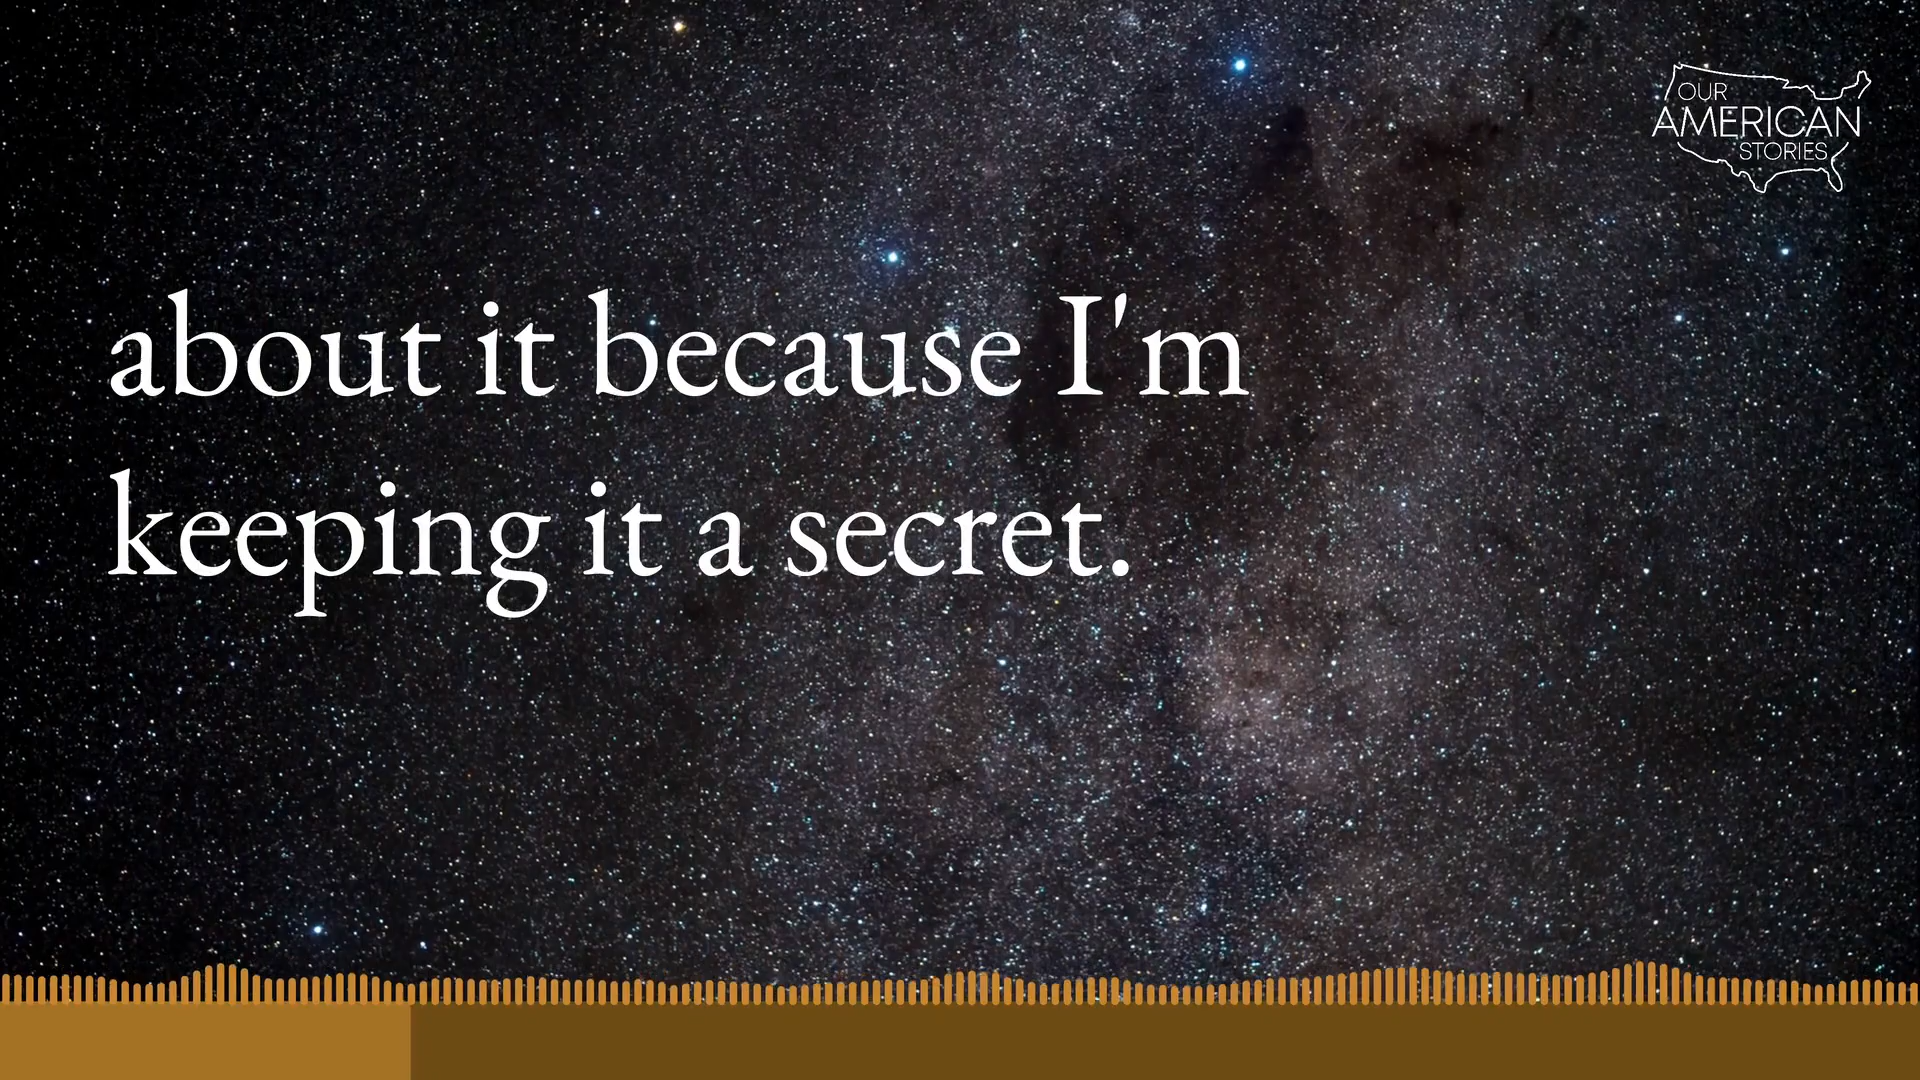 OUR
AMERICAN
STORIES
about it because I'm
keeping it a secret.